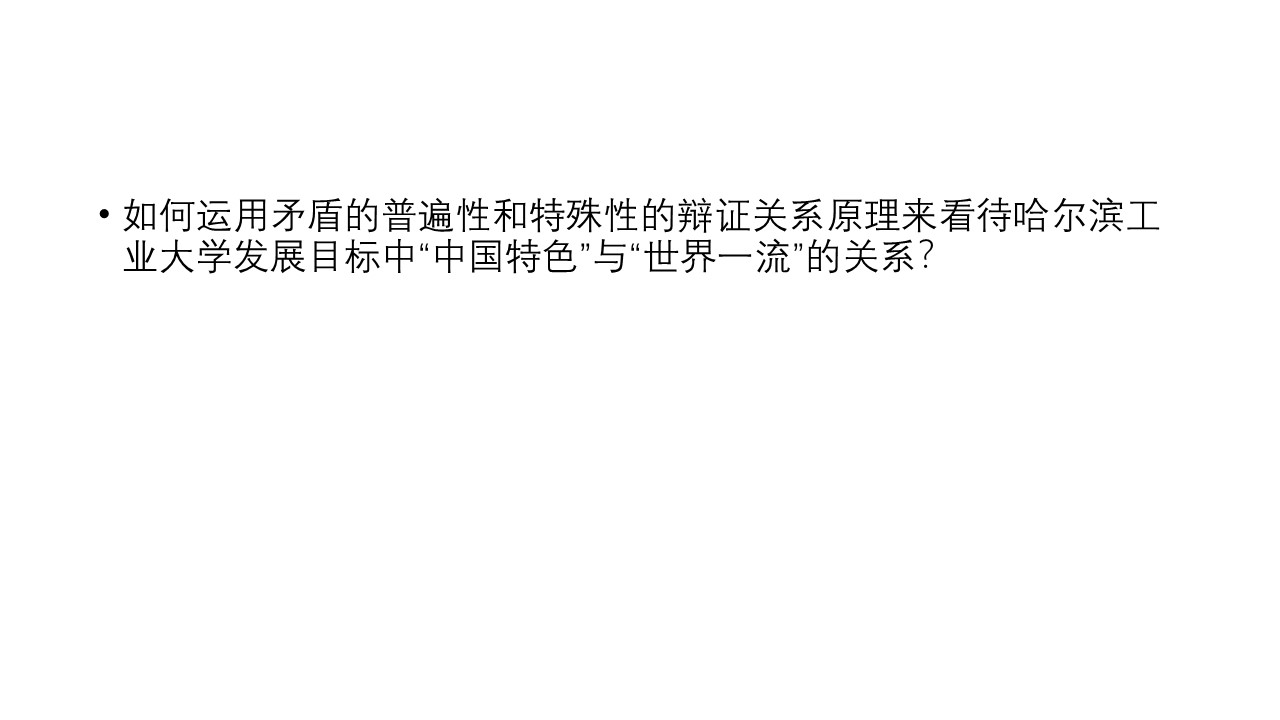 • 如何运用矛盾的普遍性和特殊性的辩证关系原理来看待哈尔滨工
业大学发展目标中“中国特色”与“世界一流”的关系？